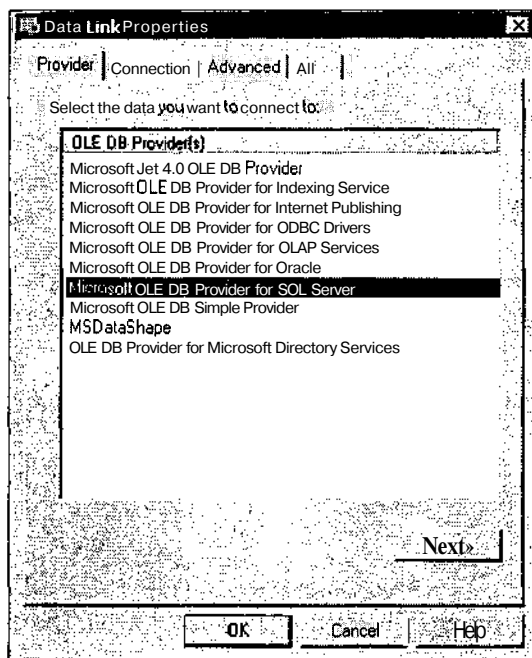 Data Link Properties
Provider Connection Advanced All
Select the data you want to connect to:
OLE DB Provider(s)
Microsoft Jet 4.0 OLE DB Provider
Microsoft OLE DB Provider for Indexing Service
Microsoft OLE DB Provider for Internet Publishing
Microsoft OLE DB Provider for ODBC Drivers
Microsoft OLE DB Provider for OLAP Services
Microsoft OLE DB Provider for Oracle
Microsoft OLE DB Provider for SOL Server
Microsoft OLE DB Simple Provider
MSDataShape
OLE DB Provider for Microsoft Directory Services
Next»
OK Cancel Help